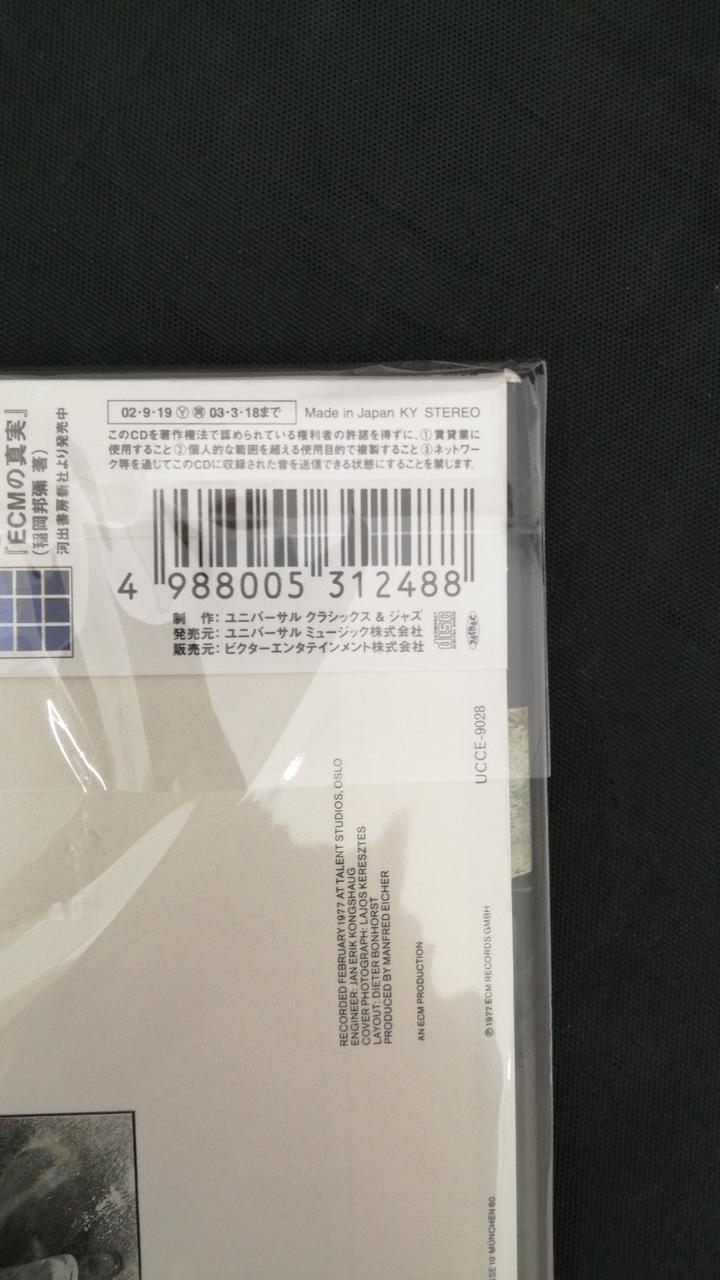 『ECMの真実』
(稲岡邦彌 著)
河出書房新社より発売中
02・9・19 Ⓨ ㊢ 03・3・18まで
Made in Japan KY STEREO
このCDを著作権法で認められている権利者の許諾を得ずに、①賃貸業に
使用すること②個人的な範囲を超える使用目的で複製すること③ネットワー
ク等を通じてこのCDに収録された音を送信できる状態にすることを禁じます。
4 988005 312488
制 作: ユニバーサル クラシックス & ジャズ
発売元: ユニバーサル ミュージック株式会社
販売元: ビクターエンタテインメント株式会社
UCCE-9028
RECORDED FEBRUARY 1977 AT TALENT STUDIOS, OSLO
ENGINEER: JAN ERIK KONGSHAUG
COVER PHOTOGRAPH: LAJOS KERESZTES
LAYOUT: DIETER BONHORST
PRODUCED BY MANFRED EICHER
AN ECM PRODUCTION
Ⓟ 1977 ECM RECORDS GMBH
10 MÜNCHEN 60